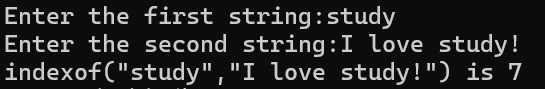 Enter the first string:study
Enter the second string:I love study!
indexof("study","I love study!") is 7